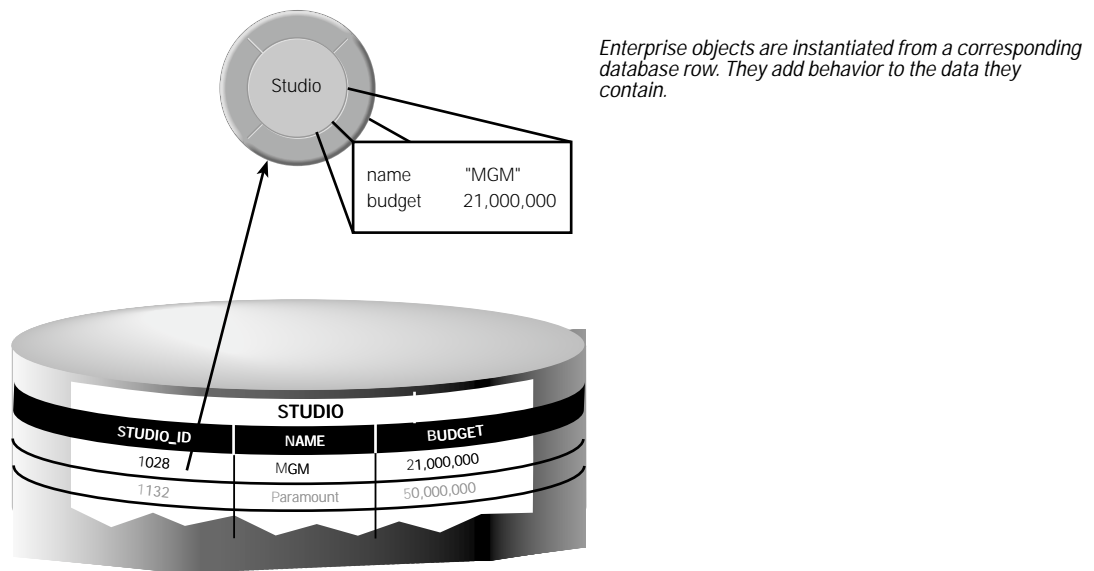 Studio
Enterprise objects are instantiated from a corresponding
database row. They add behavior to the data they
contain.
name "MGM"
budget 21,000,000
STUDIO
STUDIO_ID NAME BUDGET
1028 MGM 21,000,000
1132 Paramount 50,000,000